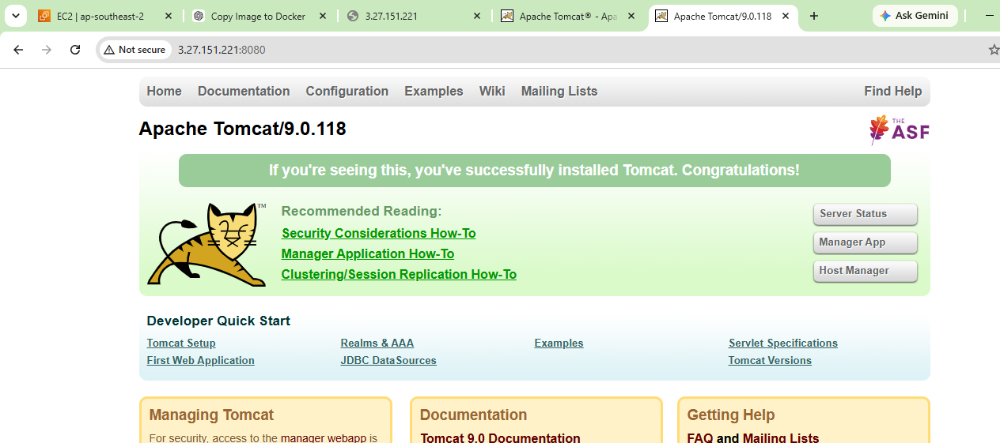 EC2 | ap-southeast-2
Copy Image to Docker
3.27.151.221
Apache Tomcat® - Apa
Apache Tomcat/9.0.118
Ask Gemini
Not secure
3.27.151.221:8080
Home Documentation Configuration Examples Wiki Mailing Lists Find Help
Apache Tomcat/9.0.118
THE
ASF
If you're seeing this, you've successfully installed Tomcat. Congratulations!
TM
Recommended Reading:
Security Considerations How-To
Manager Application How-To
Clustering/Session Replication How-To
Server Status
Manager App
Host Manager
Developer Quick Start
Tomcat Setup
First Web Application
Realms & AAA
JDBC DataSources
Examples
Servlet Specifications
Tomcat Versions
Managing Tomcat
For security, access to the manager webapp is
Documentation
Tomcat 9.0 Documentation
Getting Help
FAQ and Mailing Lists